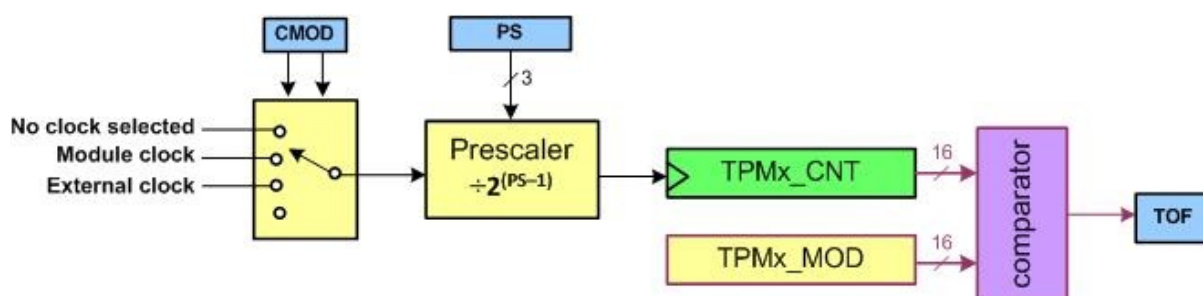 CMOD
PS
3
No clock selected
Module clock
External clock
Prescaler
÷2^(PS–1)
TPMx_CNT
16
TPMx_MOD
16
comparator
TOF